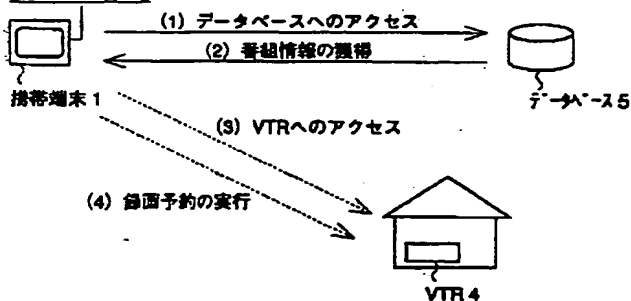 (1) データベースへのアクセス
(2) 番組情報の獲得
携帯端末 1
データベース 5
(3) VTRへのアクセス
(4) 録画予約の実行
VTR 4